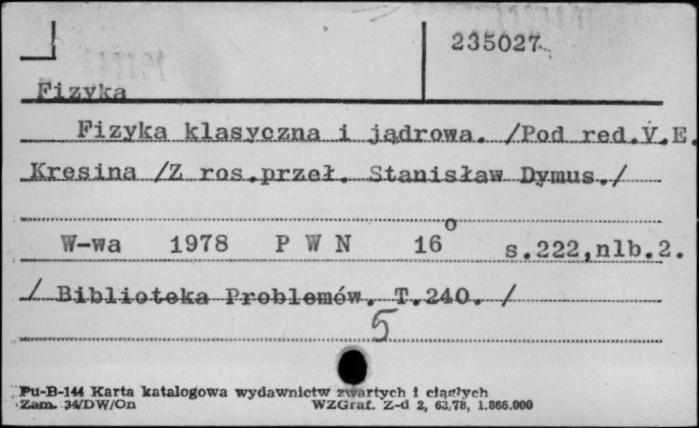 235027
Fizyka
Fizyka klasyczna i jądrowa. /Pod red.V.E.
Kresina /Z ros.przeł. Stanisław Dymus./
W-wa 1978 P W N 16° s.222,nlb.2.
/ Biblioteka Problemów. T.240. /
5
Pu-B-144 Karta katalogowa wydawnictw zwartych i ciągłych
Zam. 34/DW/On WZGraf. Z-d 2, 63,78, 1.866.000